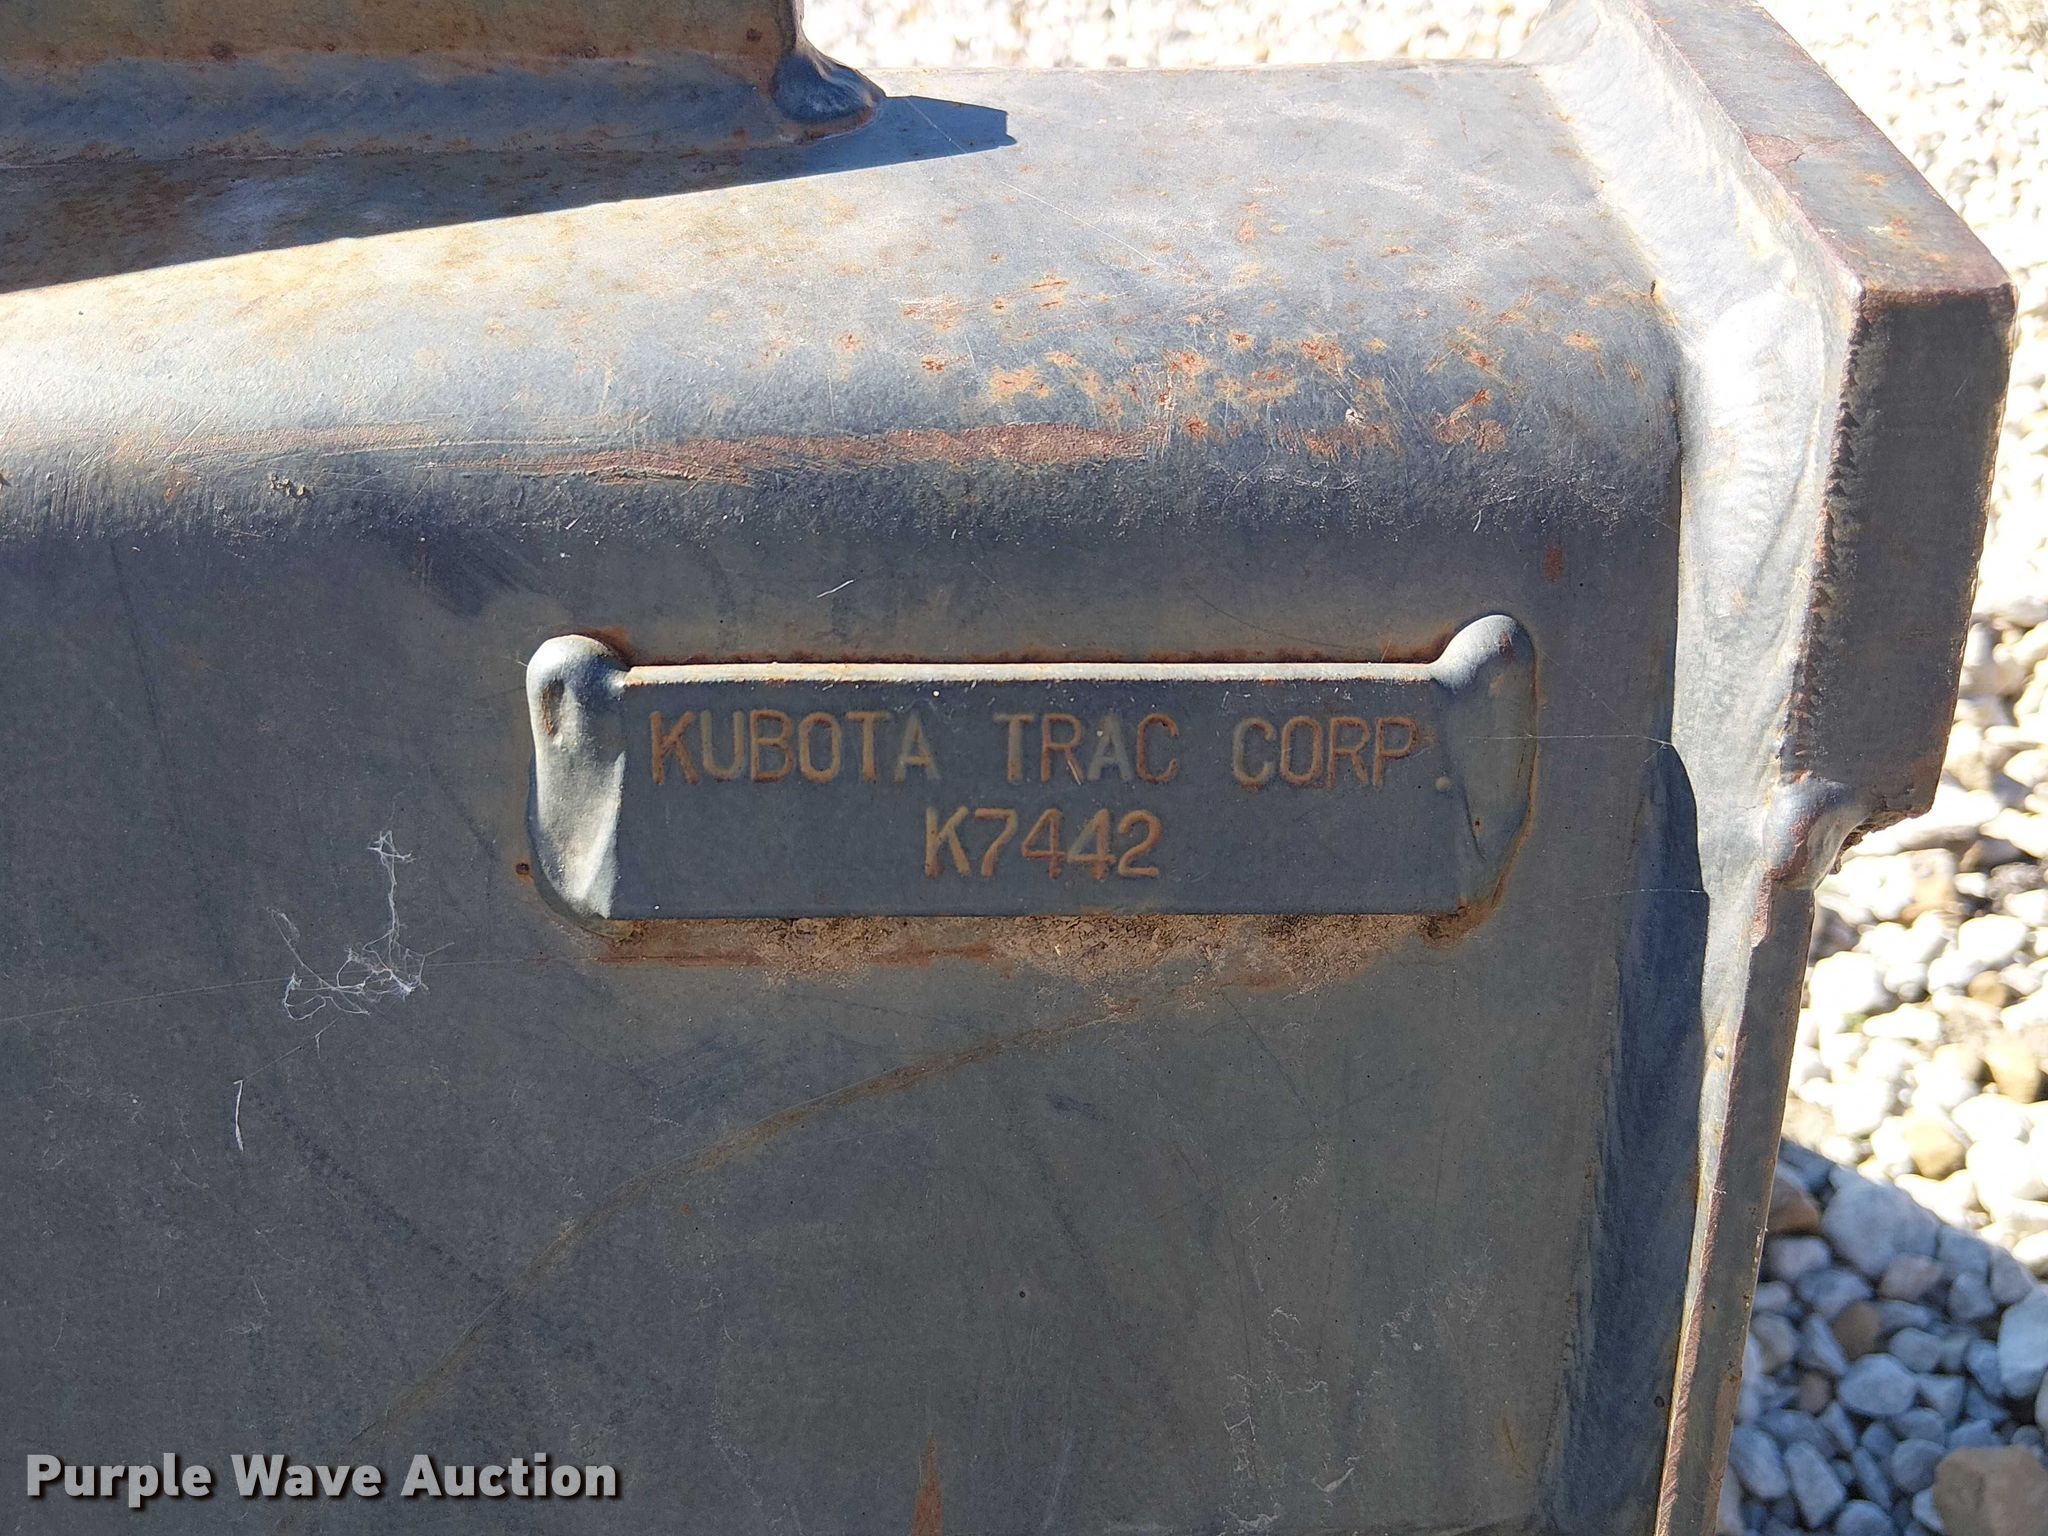 KUBOTA TRAC CORP.
K7442
Purple Wave Auction